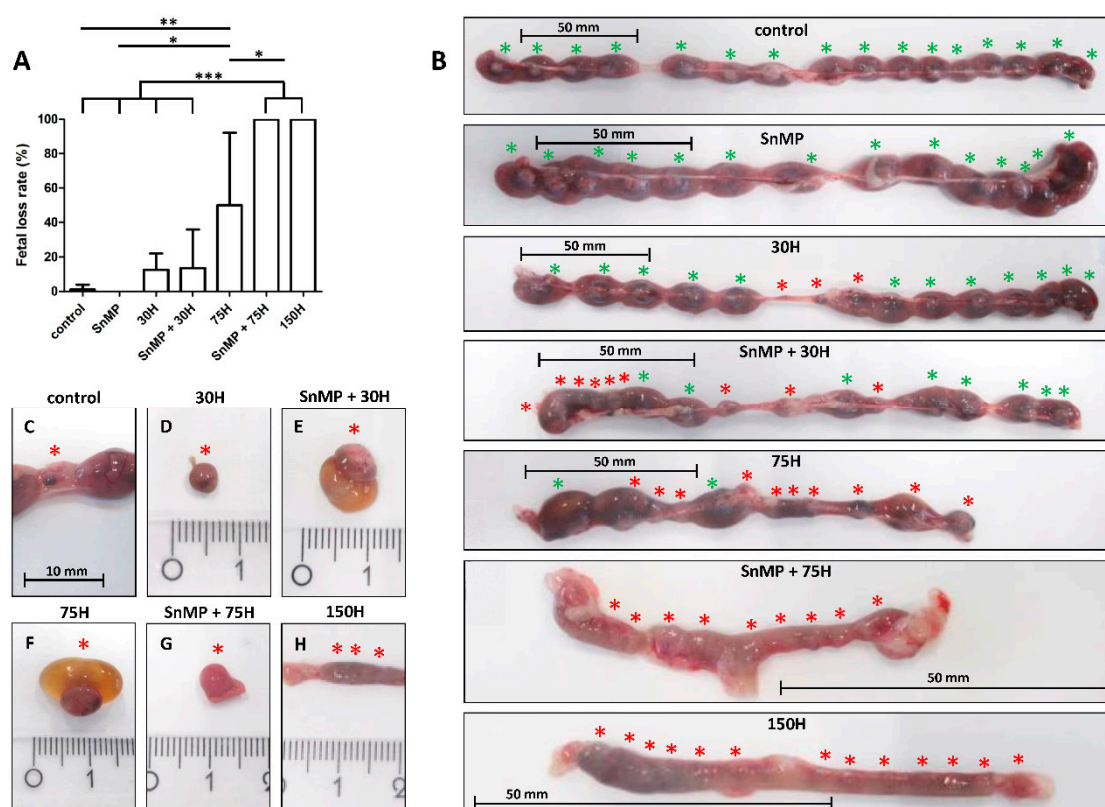 ** 
* 
*
***
A
Fetal loss rate (%)
100
80
60
40
20
0
control
SnMP
30H
SnMP + 30H
75H
SnMP + 75H
150H
B
control
50 mm
* * * * * * * * * * * * * * * *
SnMP
50 mm
* * * * * * * * * * * * *
30H
50 mm
* * * * * * * * * * * * * * *
SnMP + 30H
50 mm
* * * * * * * * * * * * * * *
75H
50 mm
* * * * * * * * * * * *
SnMP + 75H
* * * * * * * * *
50 mm
150H
* * * * * * * * * * * *
50 mm
control
C
*
10 mm
30H
D
*
0 1
SnMP + 30H
E
*
0 1
75H
F
*
0 1
SnMP + 75H
G
*
0 1 2
150H
H
* * *
0 1 2